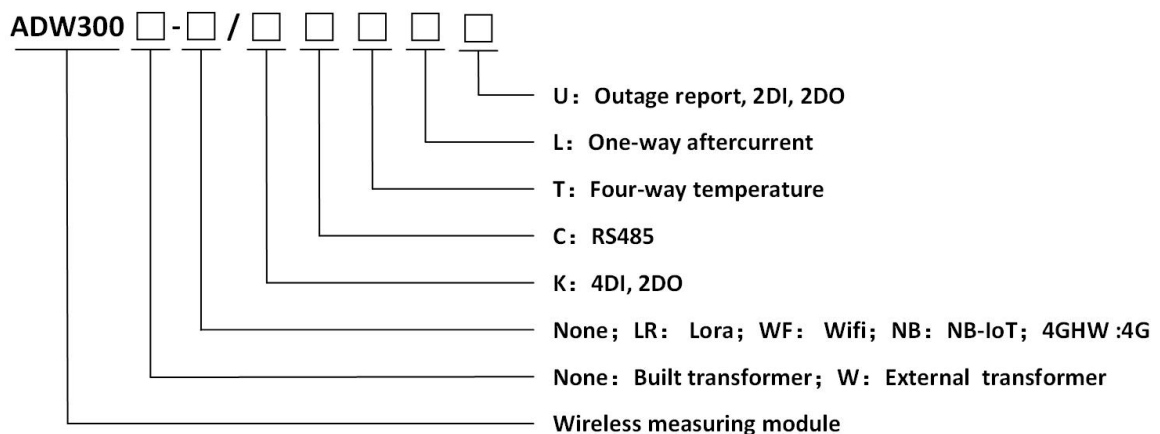 ADW300 □-□/□ □ □ □ □
U：Outage report, 2DI, 2DO
L：One-way aftercurrent
T：Four-way temperature
C：RS485
K：4DI, 2DO
None；LR：Lora；WF：Wifi；NB：NB-IoT；4GHW :4G
None：Built transformer；W：External transformer
Wireless measuring module